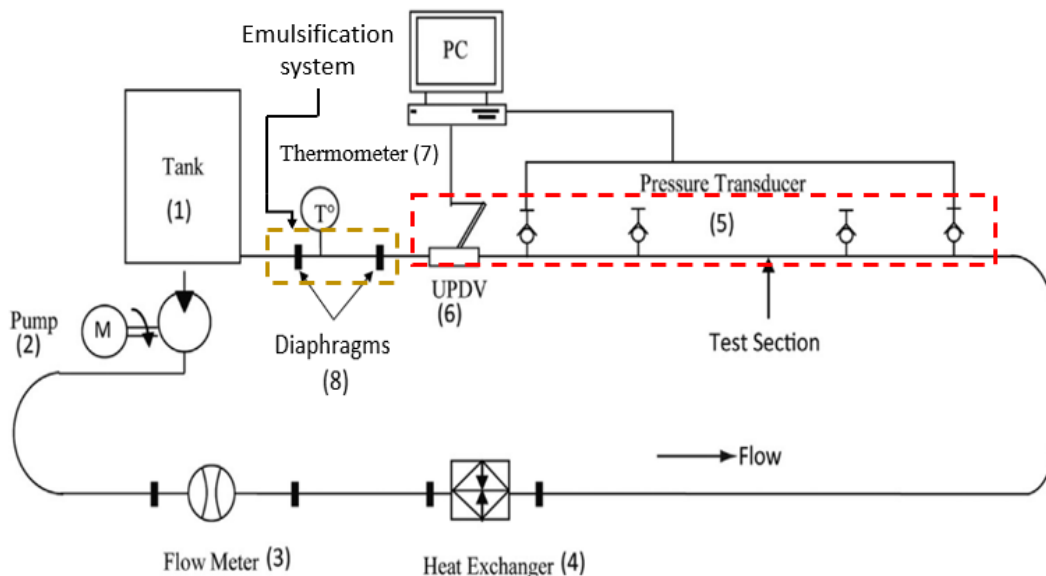 Emulsification
system
PC
Tank
(1)
Thermometer (7)
T°
Pressure Transducer
(5)
UPDV
(6)
Pump
(2)
M
Diaphragms
(8)
Test Section
Flow
Flow Meter (3)
Heat Exchanger (4)